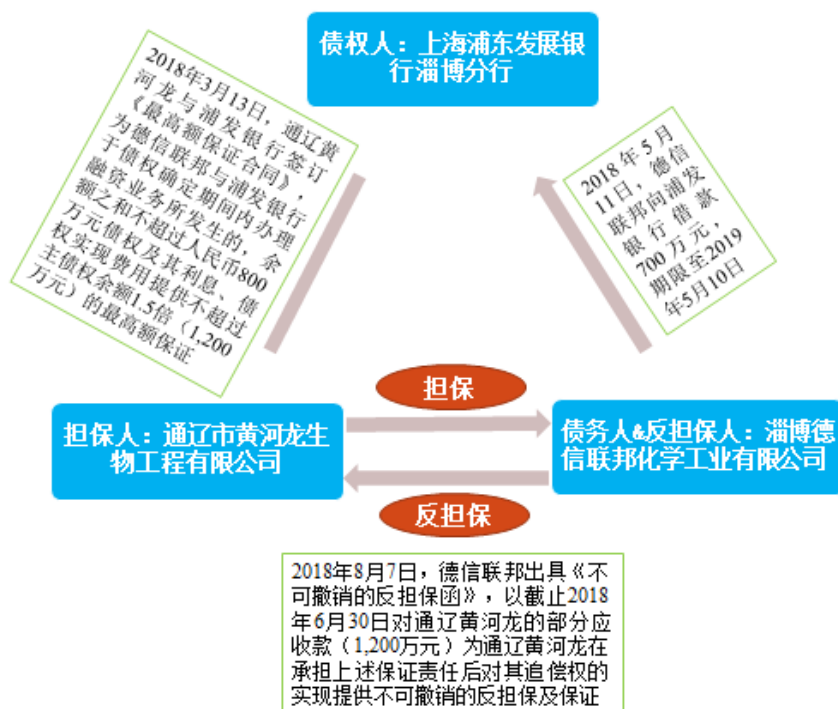 债权人：上海浦东发展银
行淄博分行
2018年3月13日，通辽黄
河龙与浦发银行签订
《最高额保证合同》，
为德信联邦与浦发银行
于债权确定期间内办理
融资业务所发生的，余
额之和不超过人民币800
万元债权及其利息、债
权实现费用提供不超过
主债权余额1.5倍（1,200
万元）的最高额保证
2018年5月
11日，德信
联邦向浦发
银行借款
700万元，
期限至2019
年5月10日
担保
担保人：通辽市黄河龙生
物工程有限公司
债务人&反担保人：淄博德
信联邦化学工业有限公司
反担保
2018年8月7日，德信联邦出具《不
可撤销的反担保函》，以截止2018
年6月30日对通辽黄河龙的部分应
收款（1,200万元）为通辽黄河龙在
承担上述保证责任后对其追偿权的
实现提供不可撤销的反担保及保证